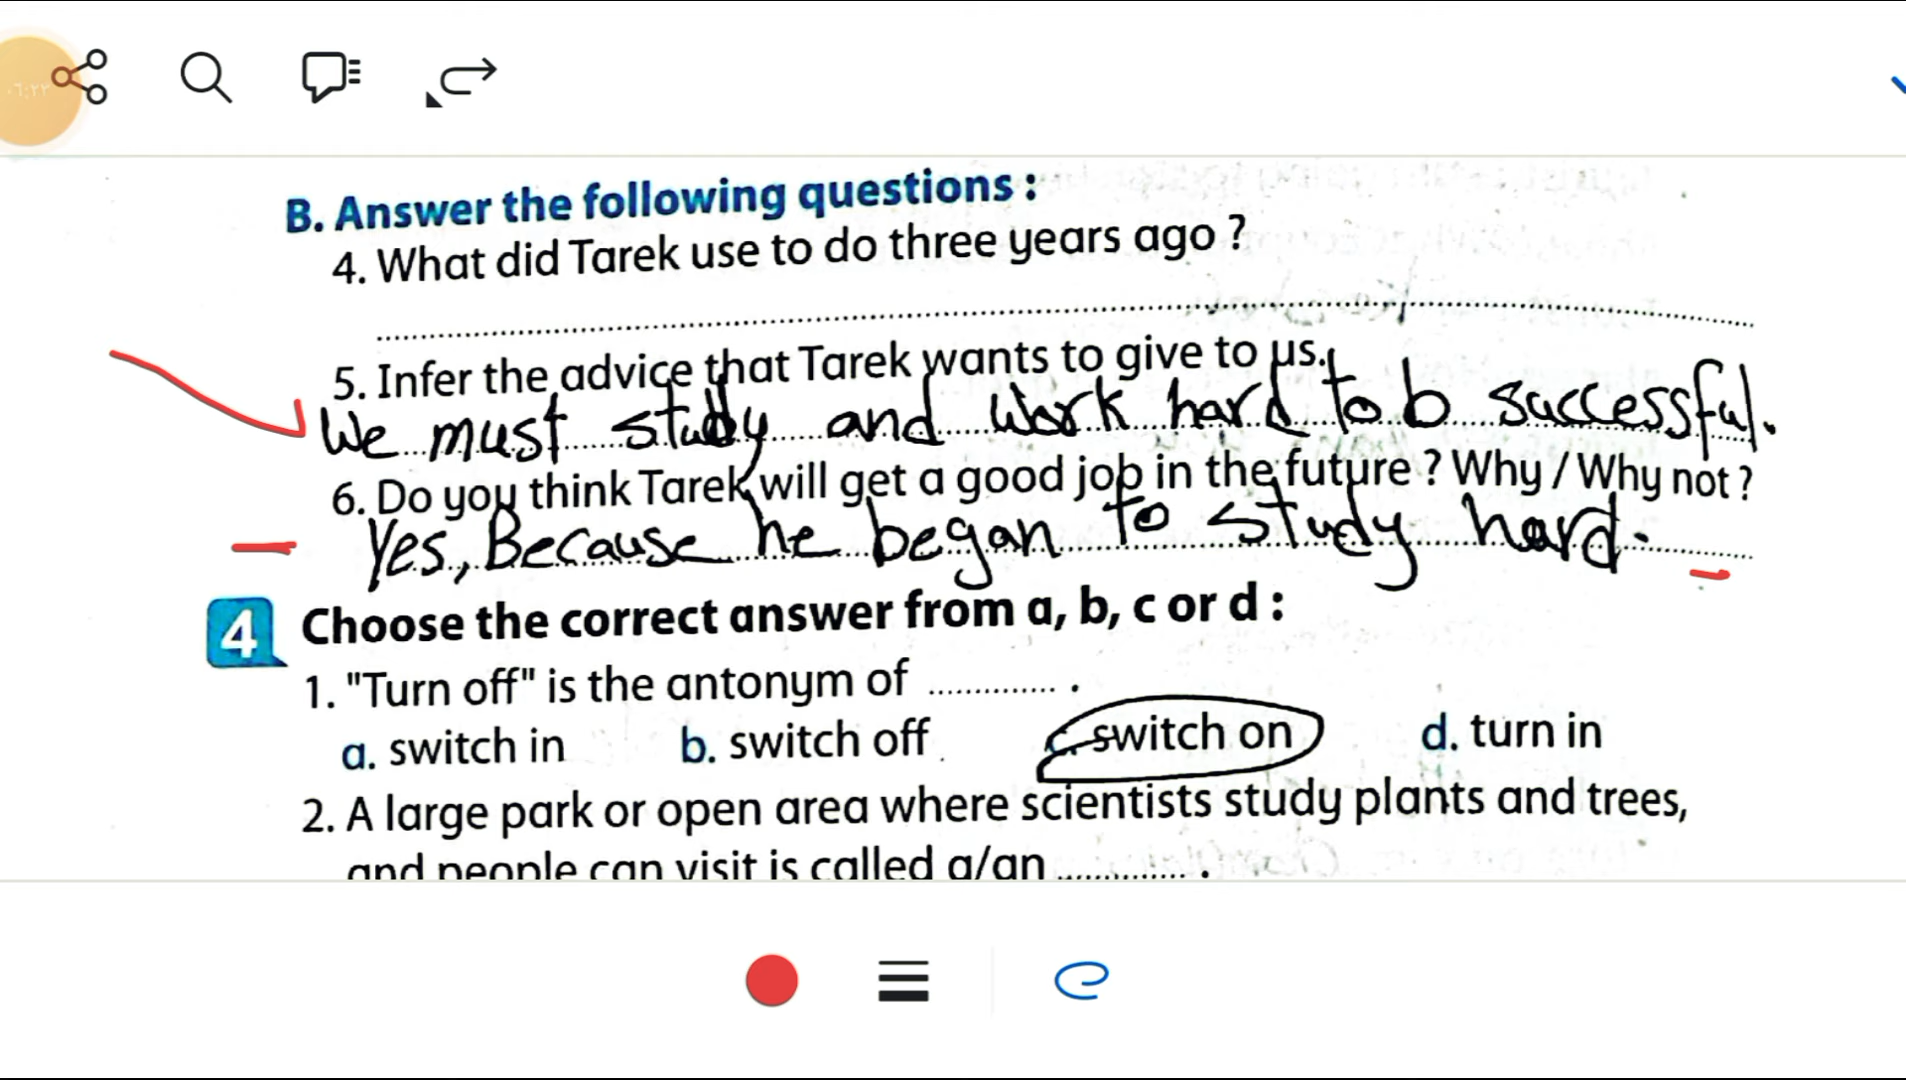 ٠٦:٢٢
B. Answer the following questions :
4. What did Tarek use to do three years ago ?
5. Infer the advice that Tarek wants to give to us.
We must study and work hard to b successful.
6. Do you think Tarek will get a good job in the future ? Why / Why not ?
Yes, Because he began to study hard.
4 Choose the correct answer from a, b, c or d :
1. "Turn off" is the antonym of .............. .
a. switch in b. switch off c. switch on d. turn in
2. A large park or open area where scientists study plants and trees,
and people can visit is called a/an .............. .